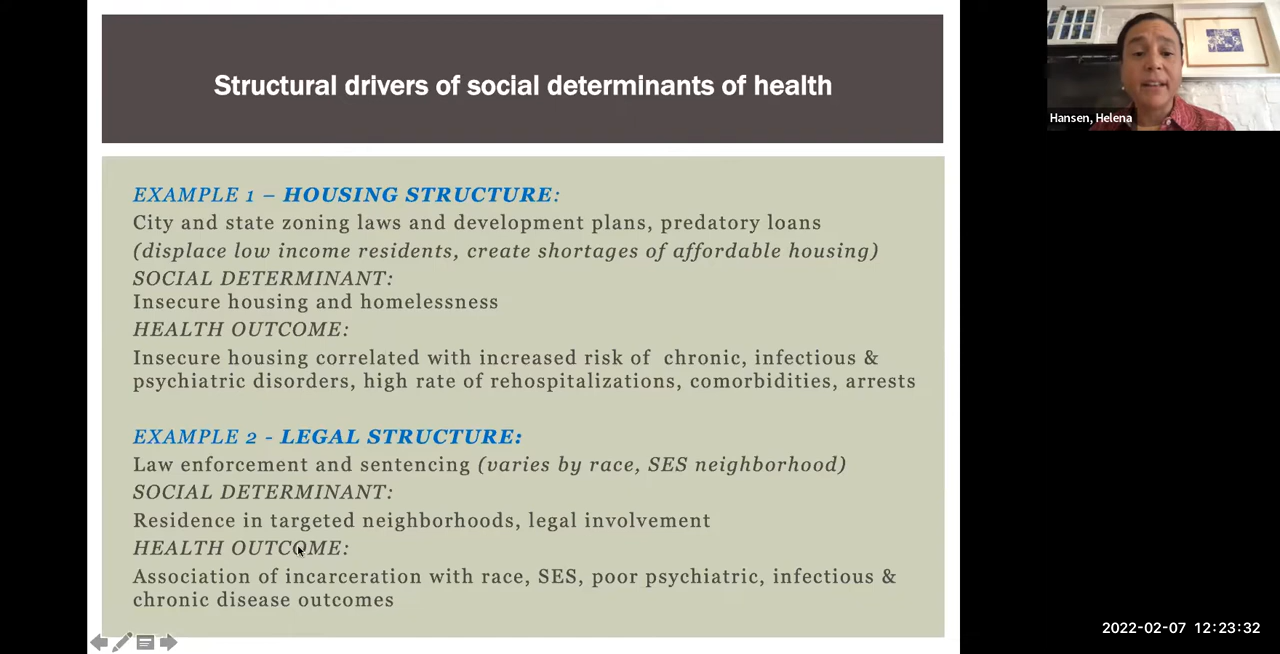 Structural drivers of social determinants of health
Hansen, Helena
EXAMPLE 1 – HOUSING STRUCTURE:
City and state zoning laws and development plans, predatory loans
(displace low income residents, create shortages of affordable housing)
SOCIAL DETERMINANT:
Insecure housing and homelessness
HEALTH OUTCOME:
Insecure housing correlated with increased risk of chronic, infectious &
psychiatric disorders, high rate of rehospitalizations, comorbidities, arrests
EXAMPLE 2 - LEGAL STRUCTURE:
Law enforcement and sentencing (varies by race, SES neighborhood)
SOCIAL DETERMINANT:
Residence in targeted neighborhoods, legal involvement
HEALTH OUTCOME:
Association of incarceration with race, SES, poor psychiatric, infectious &
chronic disease outcomes
2022-02-07 12:23:32